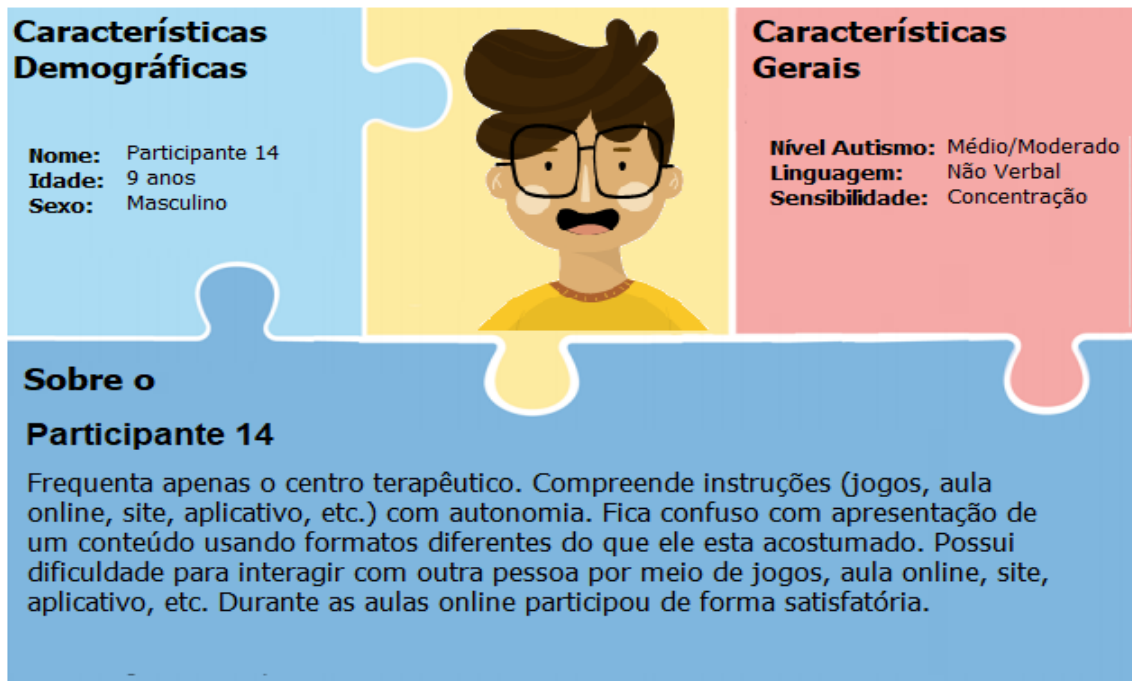 Características
Demográficas
Nome: Participante 14
Idade: 9 anos
Sexo: Masculino
Características
Gerais
Nível Autismo: Médio/Moderado
Linguagem: Não Verbal
Sensibilidade: Concentração
Sobre o
Participante 14
Frequenta apenas o centro terapêutico. Compreende instruções (jogos, aula
online, site, aplicativo, etc.) com autonomia. Fica confuso com apresentação de
um conteúdo usando formatos diferentes do que ele esta acostumado. Possui
dificuldade para interagir com outra pessoa por meio de jogos, aula online, site,
aplicativo, etc. Durante as aulas online participou de forma satisfatória.